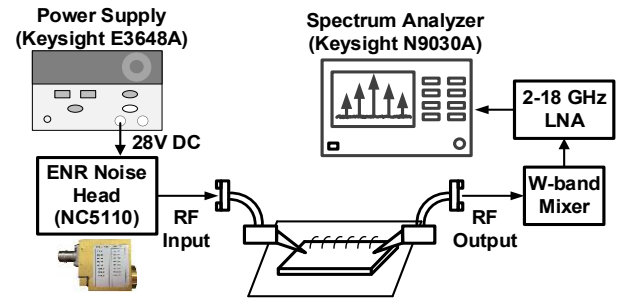 Power Supply
(Keysight E3648A)
Spectrum Analyzer
(Keysight N9030A)
28V DC
2-18 GHz
LNA
ENR Noise
Head
(NC5110)
RF
Input
RF
Output
W-band
Mixer